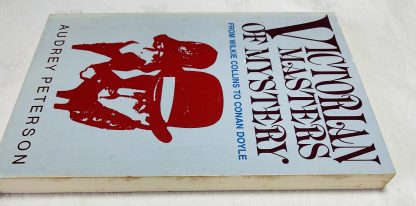 VICTORIAN
MASTERS
OF MYSTERY
FROM WILKIE COLLINS TO CONAN DOYLE
AUDREY PETERSON